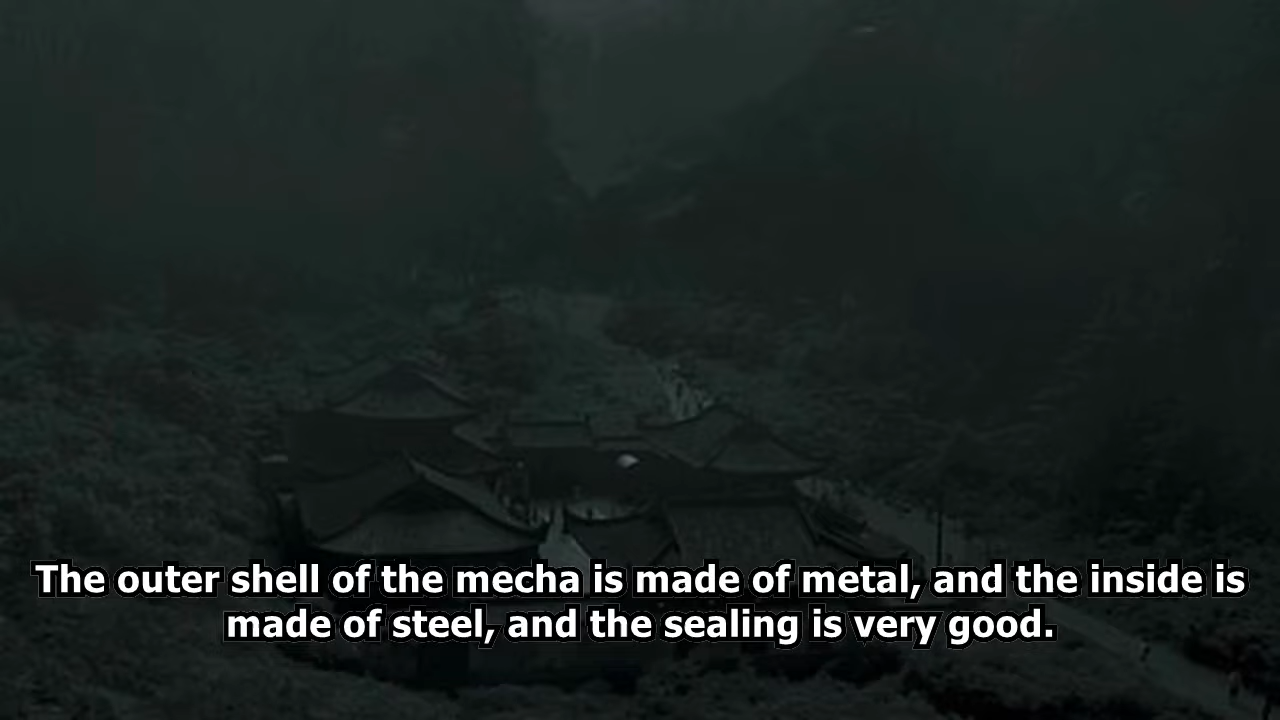 The outer shell of the mecha is made of metal, and the inside is
made of steel, and the sealing is very good.